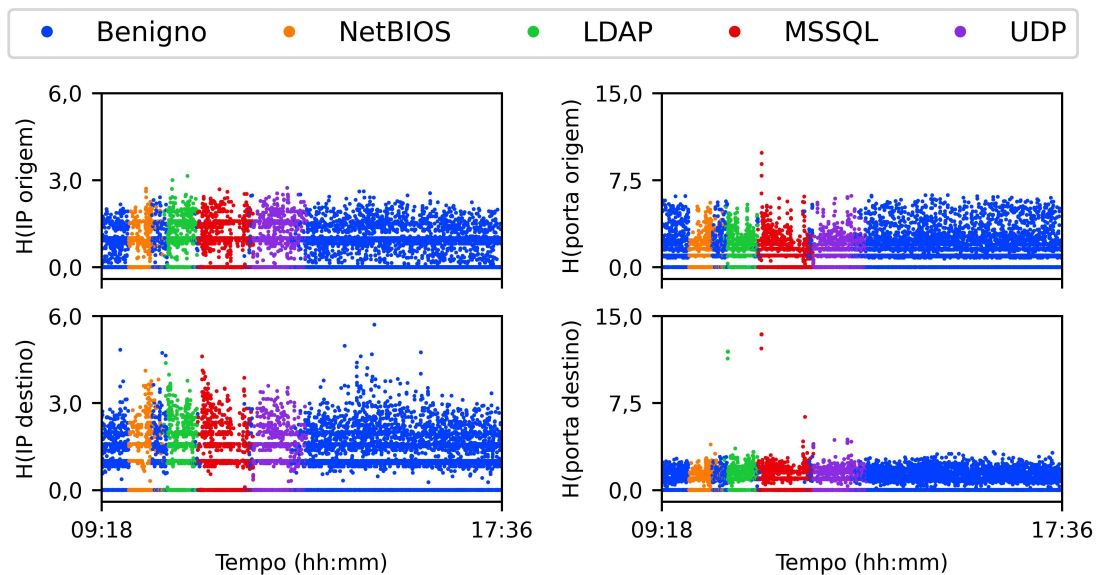 Benigno NetBIOS LDAP MSSQL UDP
H(IP origem)
6,0
3,0
0,0
H(porta origem)
15,0
7,5
0,0
H(IP destino)
6,0
3,0
0,0
09:18 17:36
Tempo (hh:mm)
H(porta destino)
15,0
7,5
0,0
09:18 17:36
Tempo (hh:mm)